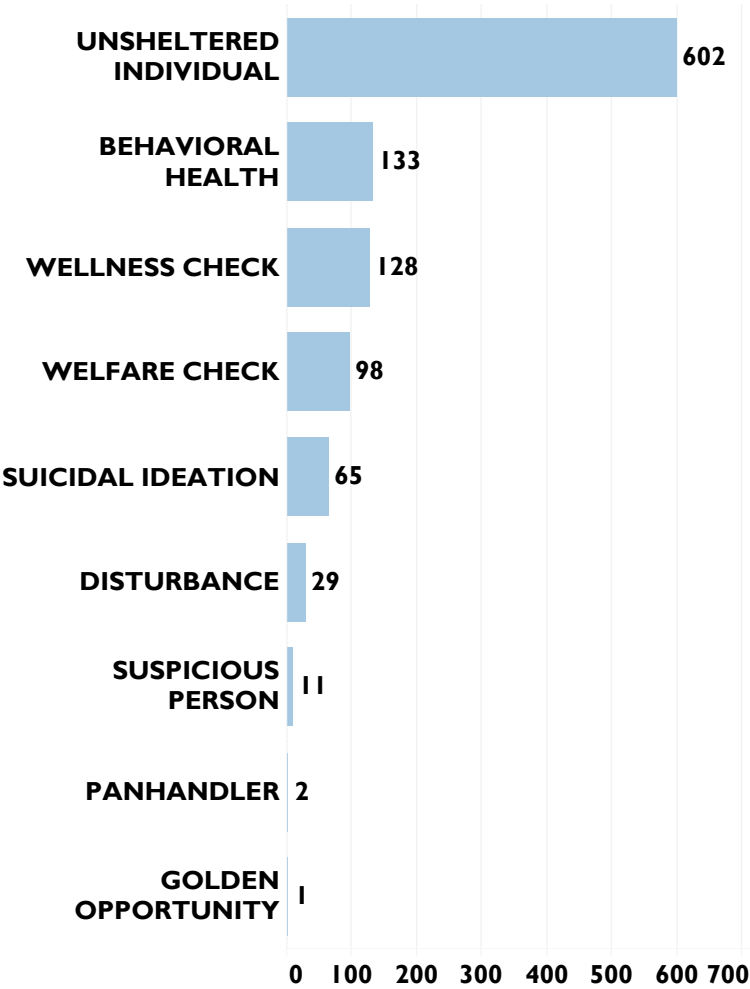 UNSHELTERED
INDIVIDUAL
602
BEHAVIORAL
HEALTH
133
WELLNESS CHECK
128
WELFARE CHECK
98
SUICIDAL IDEATION
65
DISTURBANCE
29
SUSPICIOUS
PERSON
11
PANHANDLER
2
GOLDEN
OPPORTUNITY
1
0 100 200 300 400 500 600 700